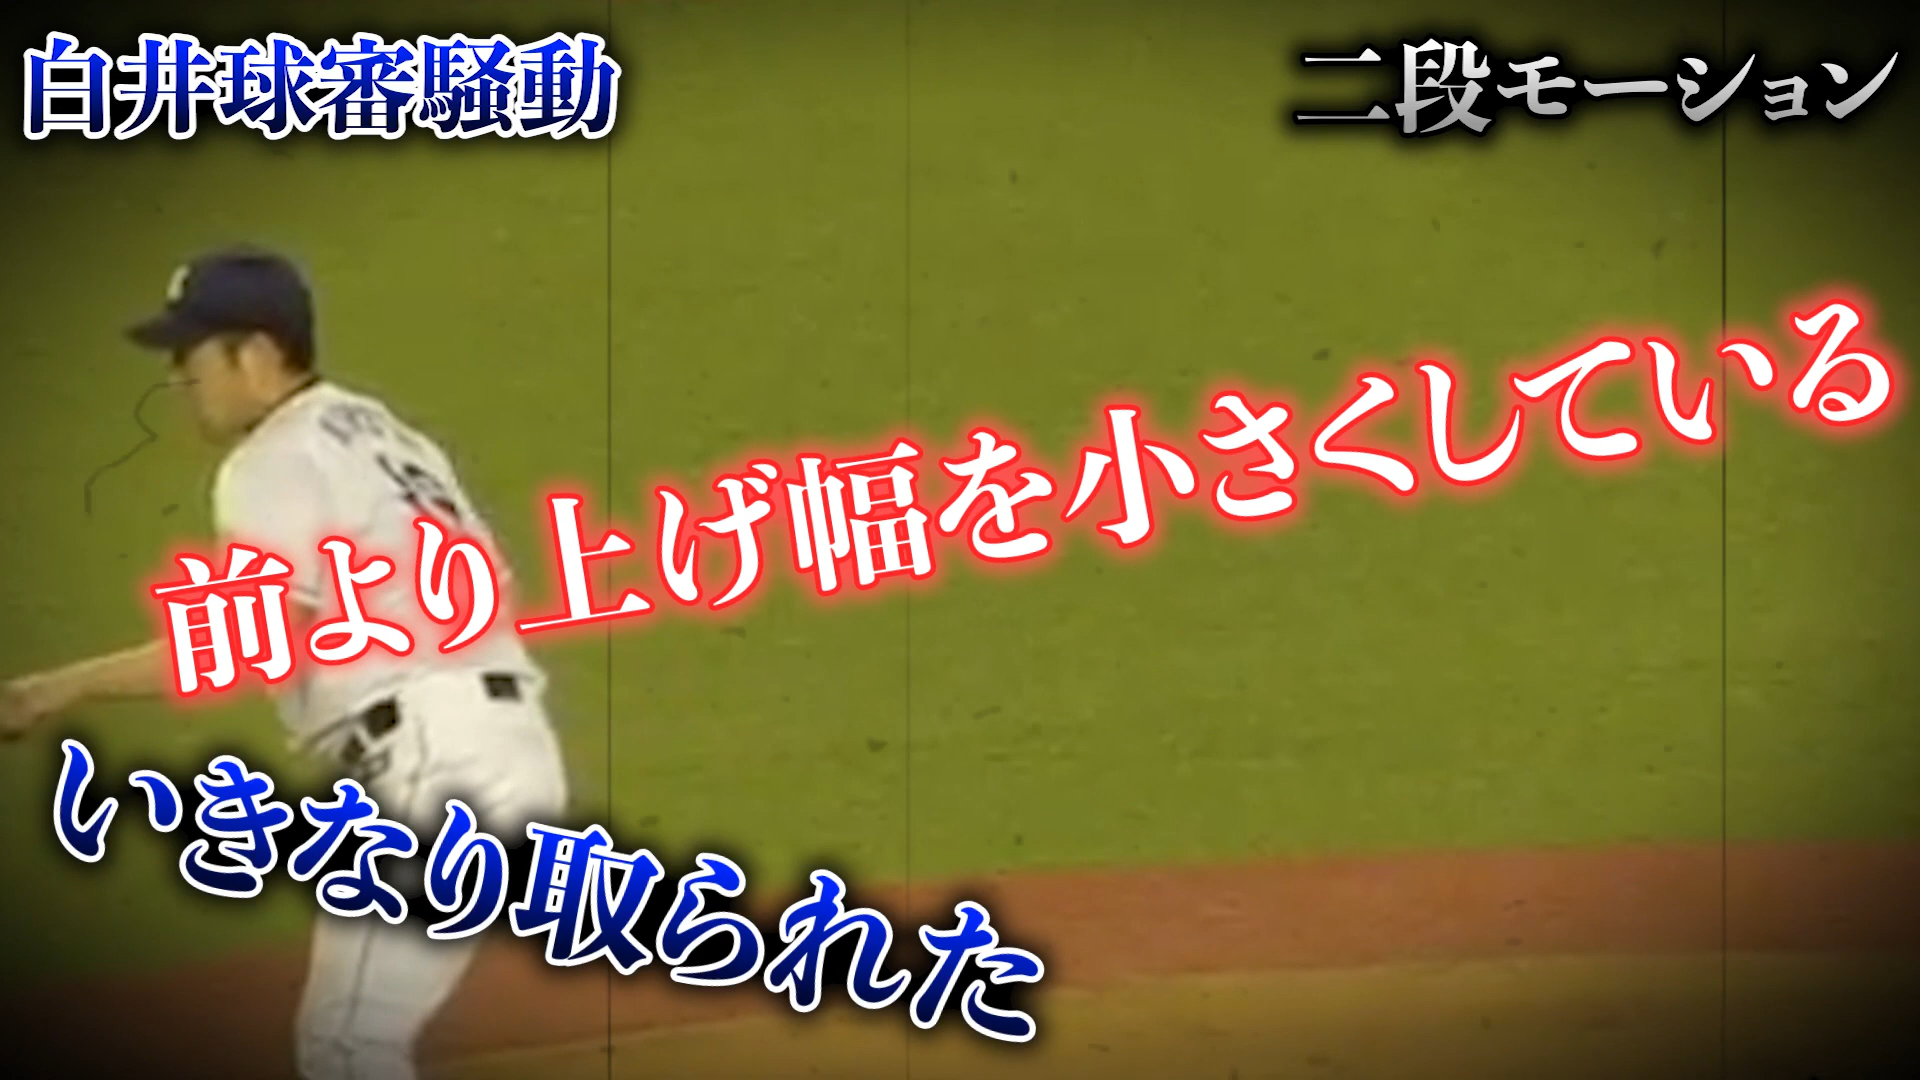 白井球審騒動
二段モーション
前より上げ幅を小さくしている
いきなり取られた